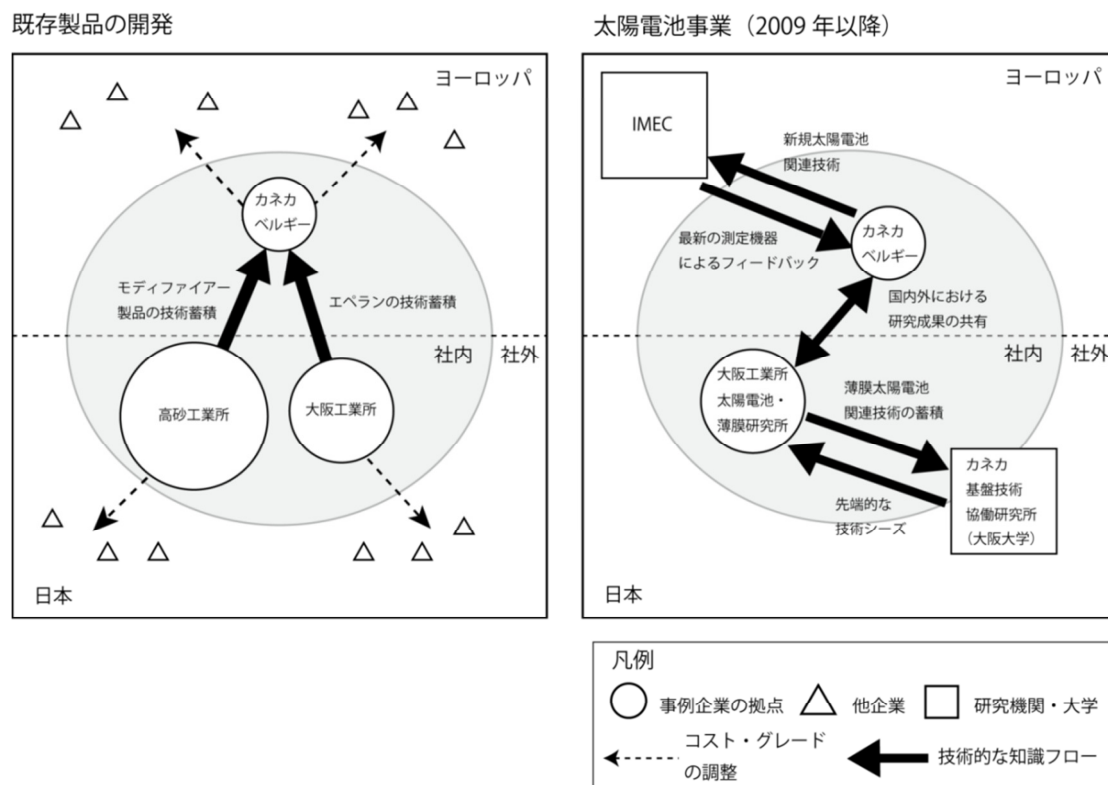 既存製品の開発
ヨーロッパ
カネカ
ベルギー
モディファイアー
製品の技術蓄積
エペランの技術蓄積
社内
社外
高砂工業所
大阪工業所
日本
太陽電池事業（2009 年以降）
ヨーロッパ
IMEC
新規太陽電池
関連技術
カネカ
ベルギー
最新の測定機器
によるフィードバック
国内外における
研究成果の共有
社内
社外
大阪工業所
太陽電池・
薄膜研究所
薄膜太陽電池
関連技術の蓄積
カネカ
基盤技術
協働研究所
（大阪大学）
先端的な
技術シーズ
日本
凡例
事例企業の拠点
他企業
研究機関・大学
コスト・グレード
の調整
技術的な知識フロー